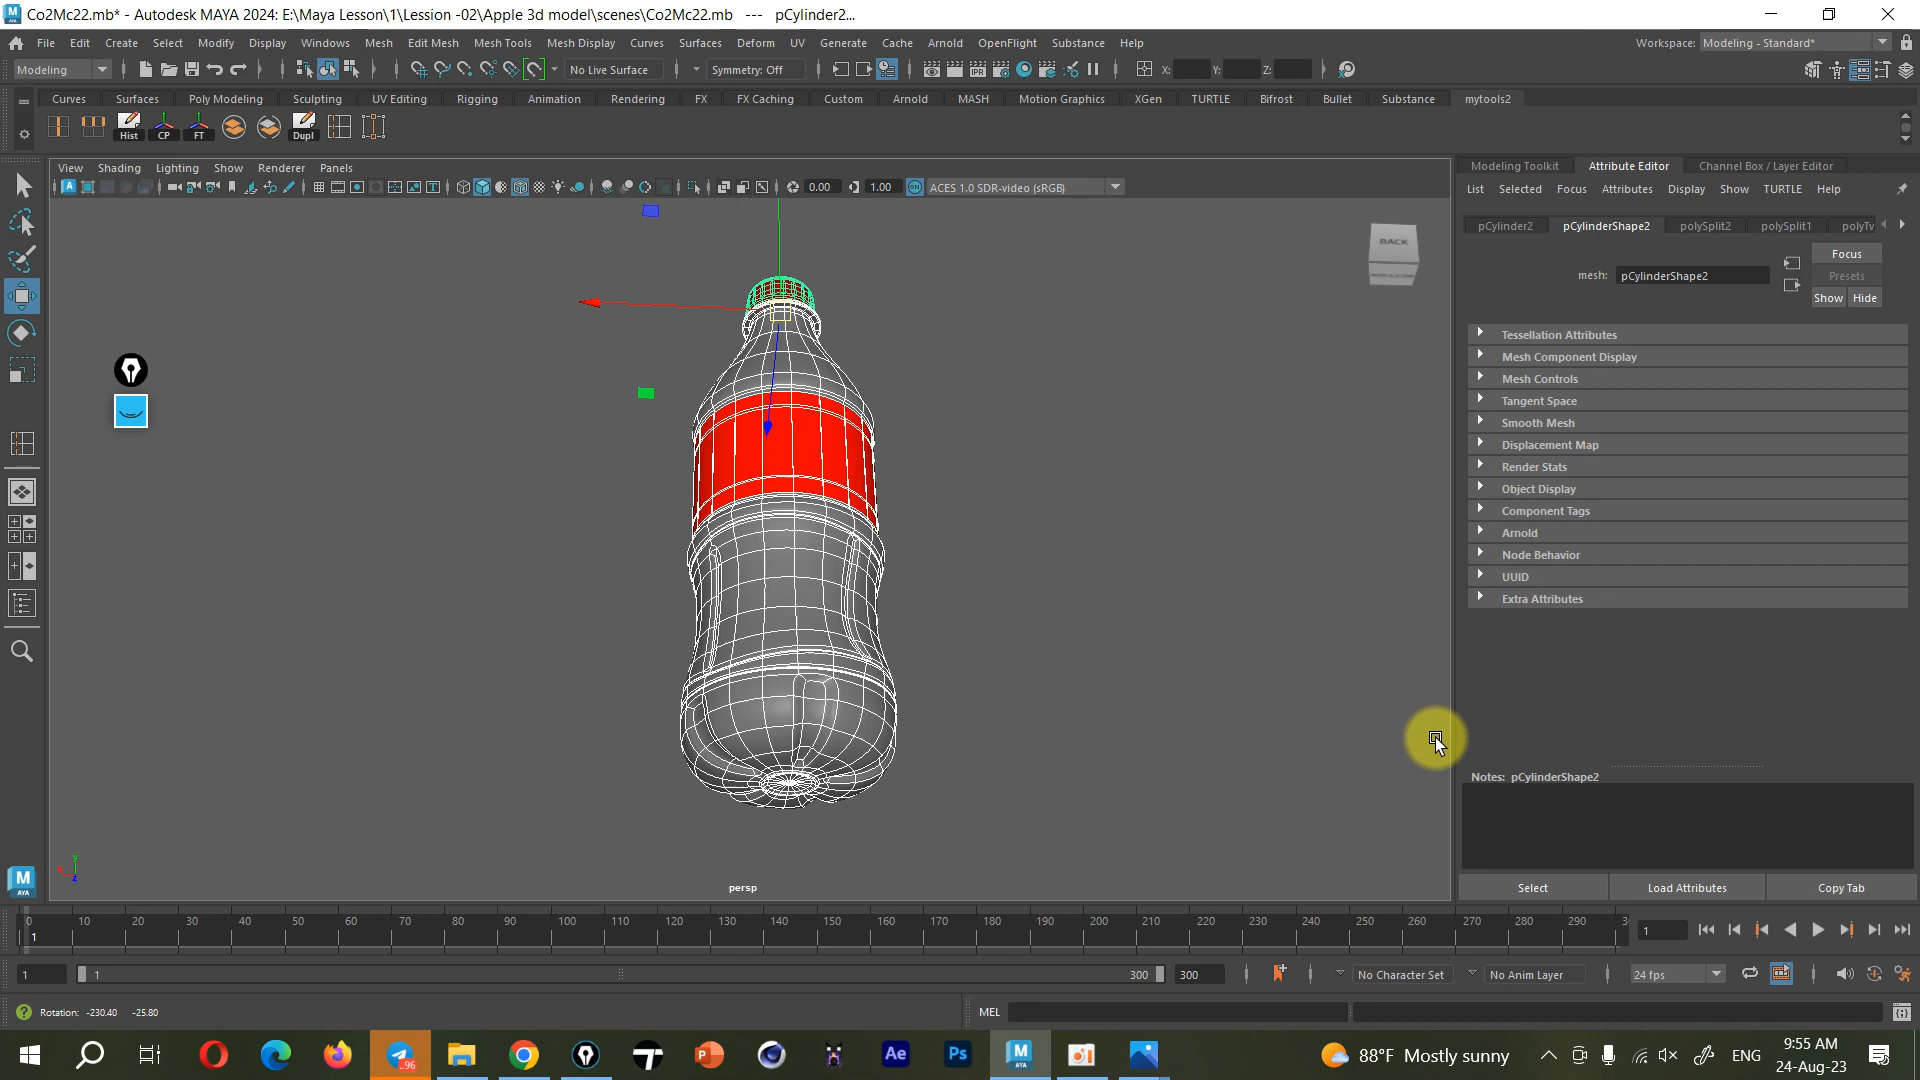 Co2Mc22.mb* - Autodesk MAYA 2024: E:\Maya Lesson\1\Lession -02\Apple 3d model\scenes\Co2Mc22.mb --- pCylinder2...
File Edit Create Select Modify Display Windows Mesh Edit Mesh Mesh Tools Mesh Display Curves Surfaces Deform UV Generate Cache Arnold OpenFlight Substance Help Workspace: Modeling - Standard*
Modeling No Live Surface Symmetry: Off X: Y: Z:
Curves Surfaces Poly Modeling Sculpting UV Editing Rigging Animation Rendering FX FX Caching Custom Arnold MASH Motion Graphics XGen TURTLE Bifrost Bullet Substance mytools2
Hist CP FT Dupl
View Shading Lighting Show Renderer Panels
0.00 1.00 ACES 1.0 SDR-video (sRGB)
BACK
persp
Modeling Toolkit Attribute Editor Channel Box / Layer Editor
List Selected Focus Attributes Display Show TURTLE Help
pCylinder2 pCylinderShape2 polySplit2 polySplit1 polyTv
Focus
mesh: pCylinderShape2 Presets
Show Hide
Tessellation Attributes
Mesh Component Display
Mesh Controls
Tangent Space
Smooth Mesh
Displacement Map
Render Stats
Object Display
Component Tags
Arnold
Node Behavior
UUID
Extra Attributes
Notes: pCylinderShape2
Select Load Attributes Copy Tab
0 10 20 30 40 50 60 70 80 90 100 110 120 130 140 150 160 170 180 190 200 210 220 230 240 250 260 270 280 290 3
1 1
1 1 300 300 No Character Set No Anim Layer 24 fps
Rotation: -230.40 -25.80 MEL
96 Ae Ps 88°F Mostly sunny ENG 9:55 AM
24-Aug-23